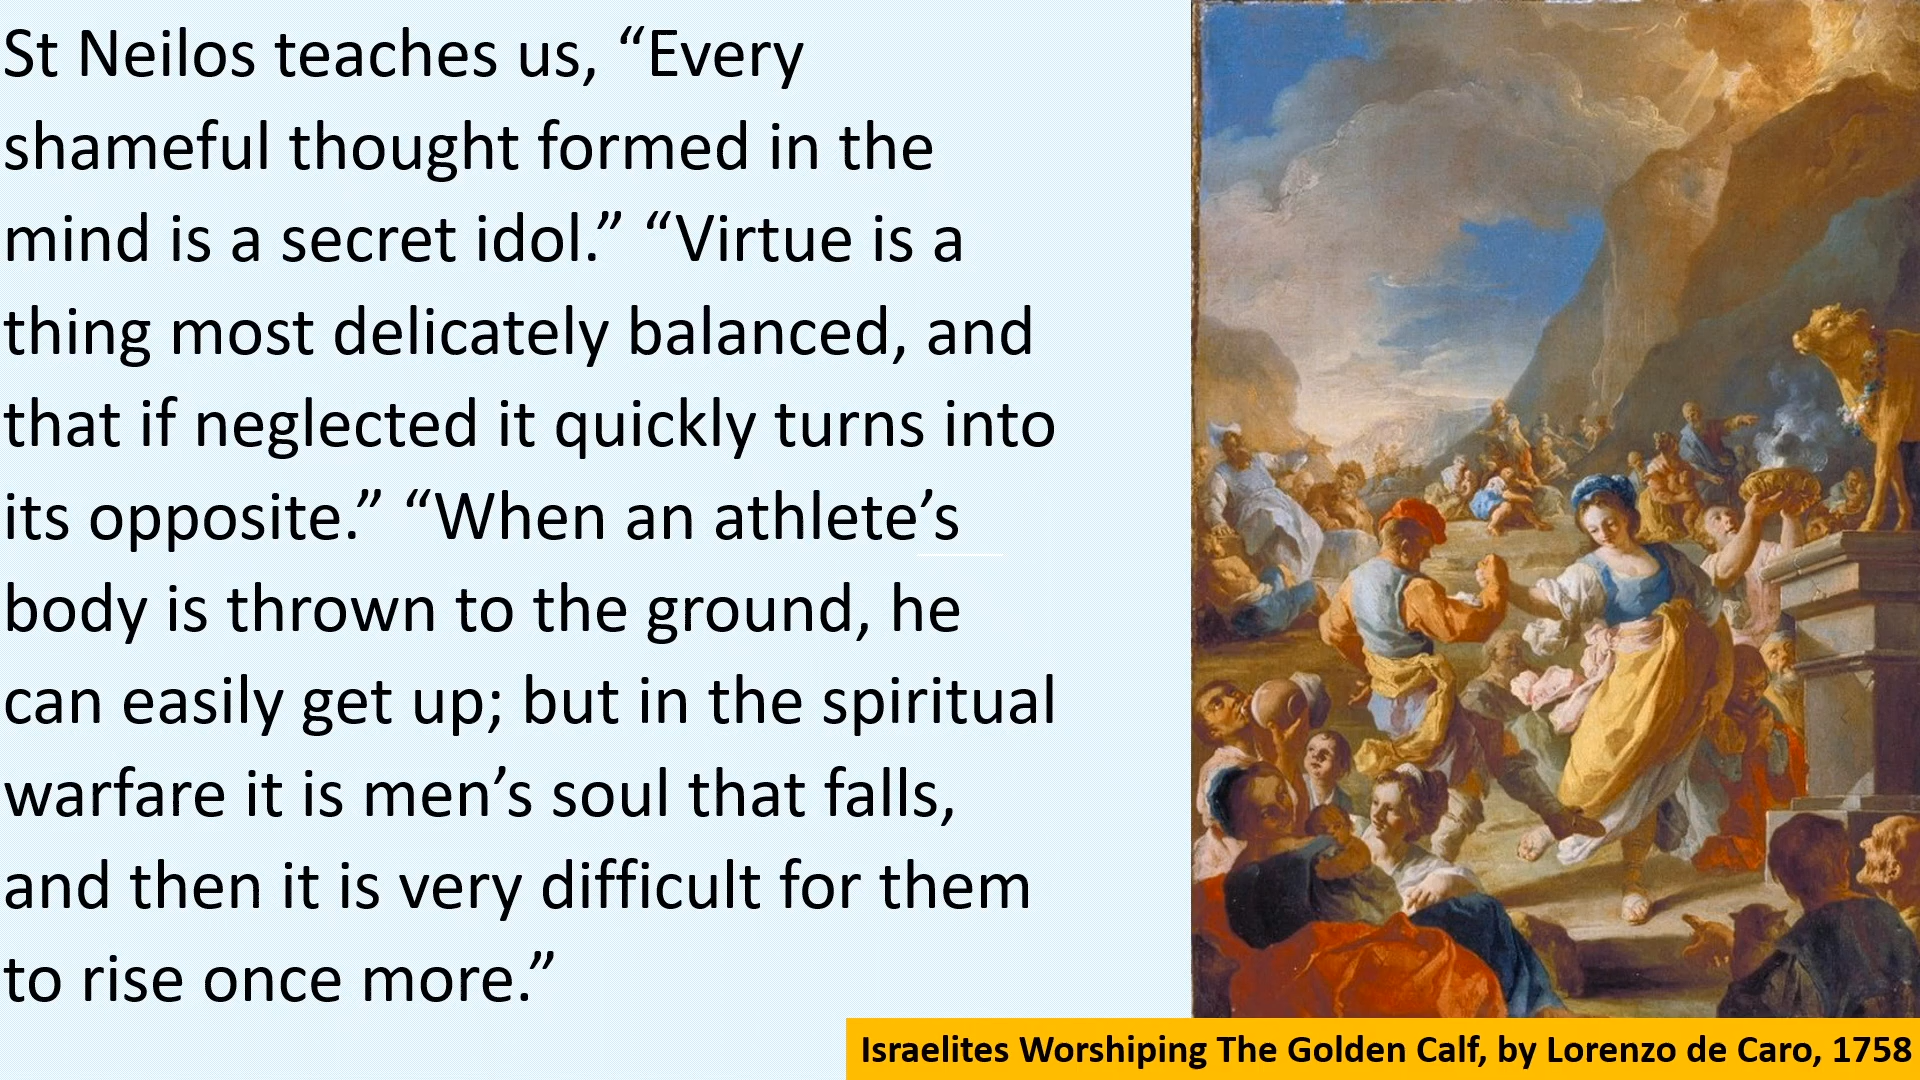 St Neilos teaches us, “Every
shameful thought formed in the
mind is a secret idol.” “Virtue is a
thing most delicately balanced, and
that if neglected it quickly turns into
its opposite.” “When an athlete’s
body is thrown to the ground, he
can easily get up; but in the spiritual
warfare it is men’s soul that falls,
and then it is very difficult for them
to rise once more.”
Israelites Worshiping The Golden Calf, by Lorenzo de Caro, 1758